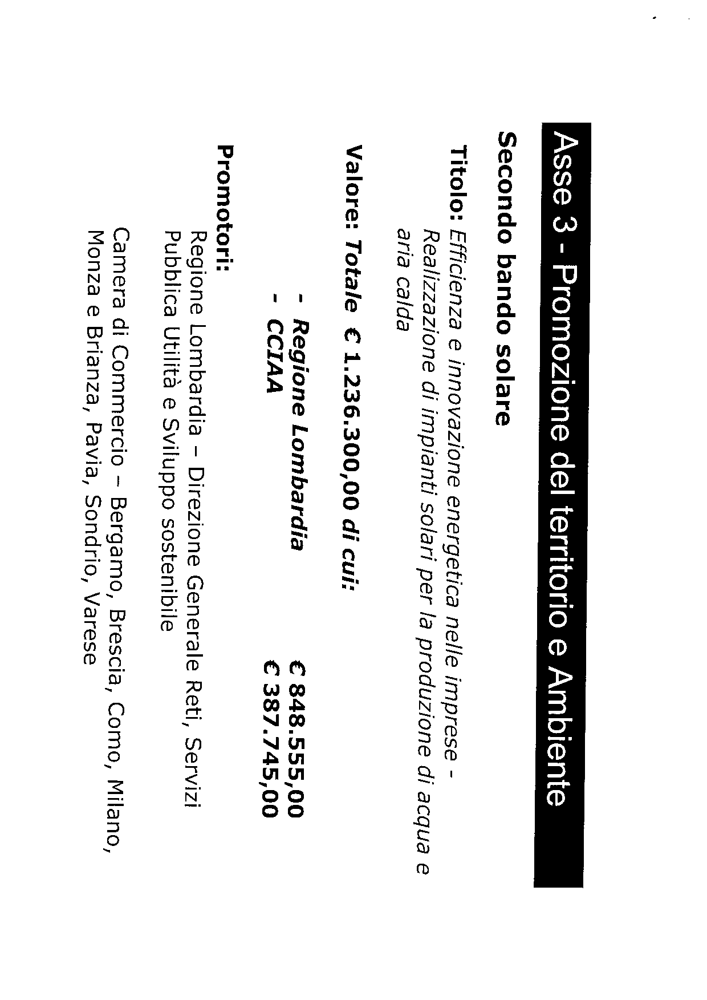 Asse 3 - Promozione del territorio e Ambiente
Secondo bando solare
Titolo: Efficienza e innovazione energetica nelle imprese -
Realizzazione di impianti solari per la produzione di acqua e
aria calda
Valore: Totale € 1.236.300,00 di cui:
- Regione Lombardia € 848.555,00
- CCIAA € 387.745,00
Promotori:
Regione Lombardia – Direzione Generale Reti, Servizi
Pubblica Utilità e Sviluppo sostenibile
Camera di Commercio – Bergamo, Brescia, Como, Milano,
Monza e Brianza, Pavia, Sondrio, Varese